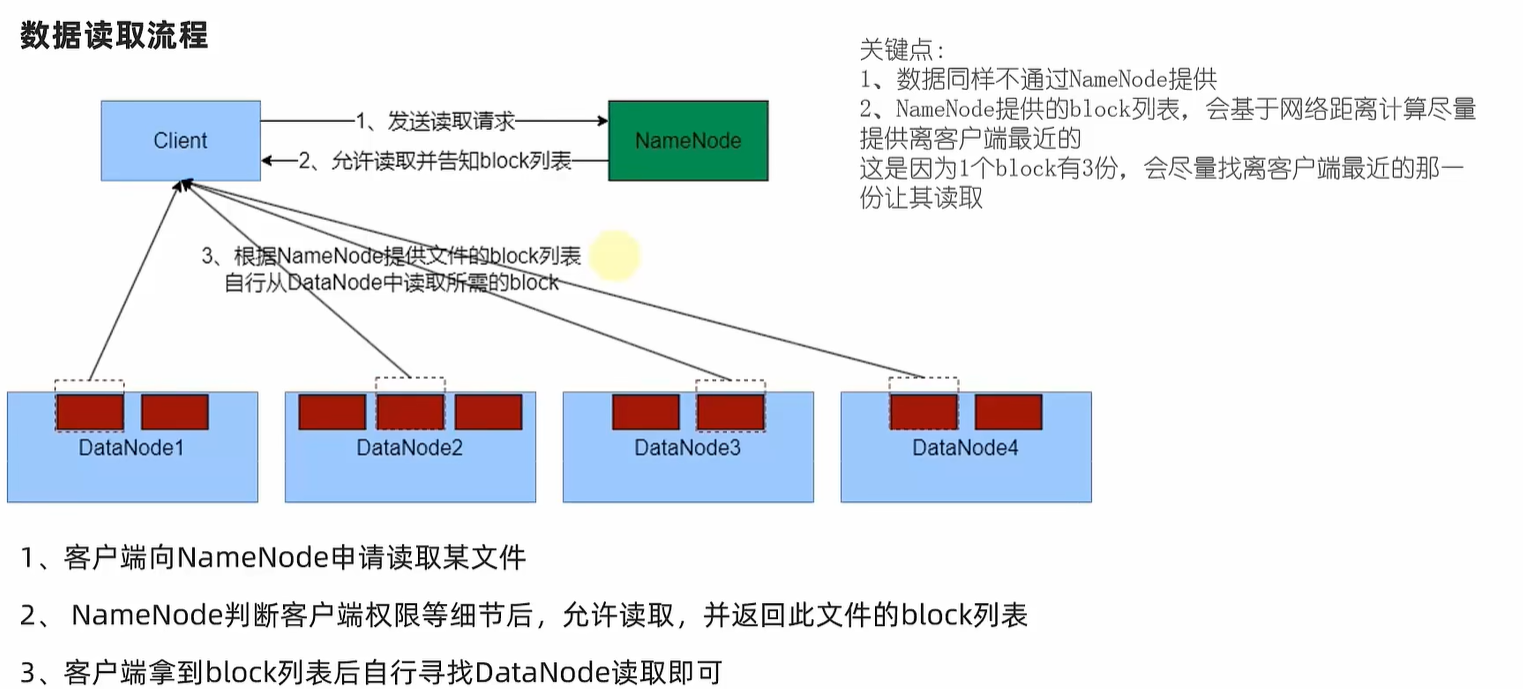 数据读取流程
关键点：
1、数据同样不通过NameNode提供
2、NameNode提供的block列表，会基于网络距离计算尽量
提供离客户端最近的
这是因为1个block有3份，会尽量找离客户端最近的那一
份让其读取
Client
1、发送读取请求
NameNode
2、允许读取并告知block列表
3、根据NameNode提供文件的block列表
自行从DataNode中读取所需的block
DataNode1
DataNode2
DataNode3
DataNode4
1、客户端向NameNode申请读取某文件
2、 NameNode判断客户端权限等细节后，允许读取，并返回此文件的block列表
3、客户端拿到block列表后自行寻找DataNode读取即可